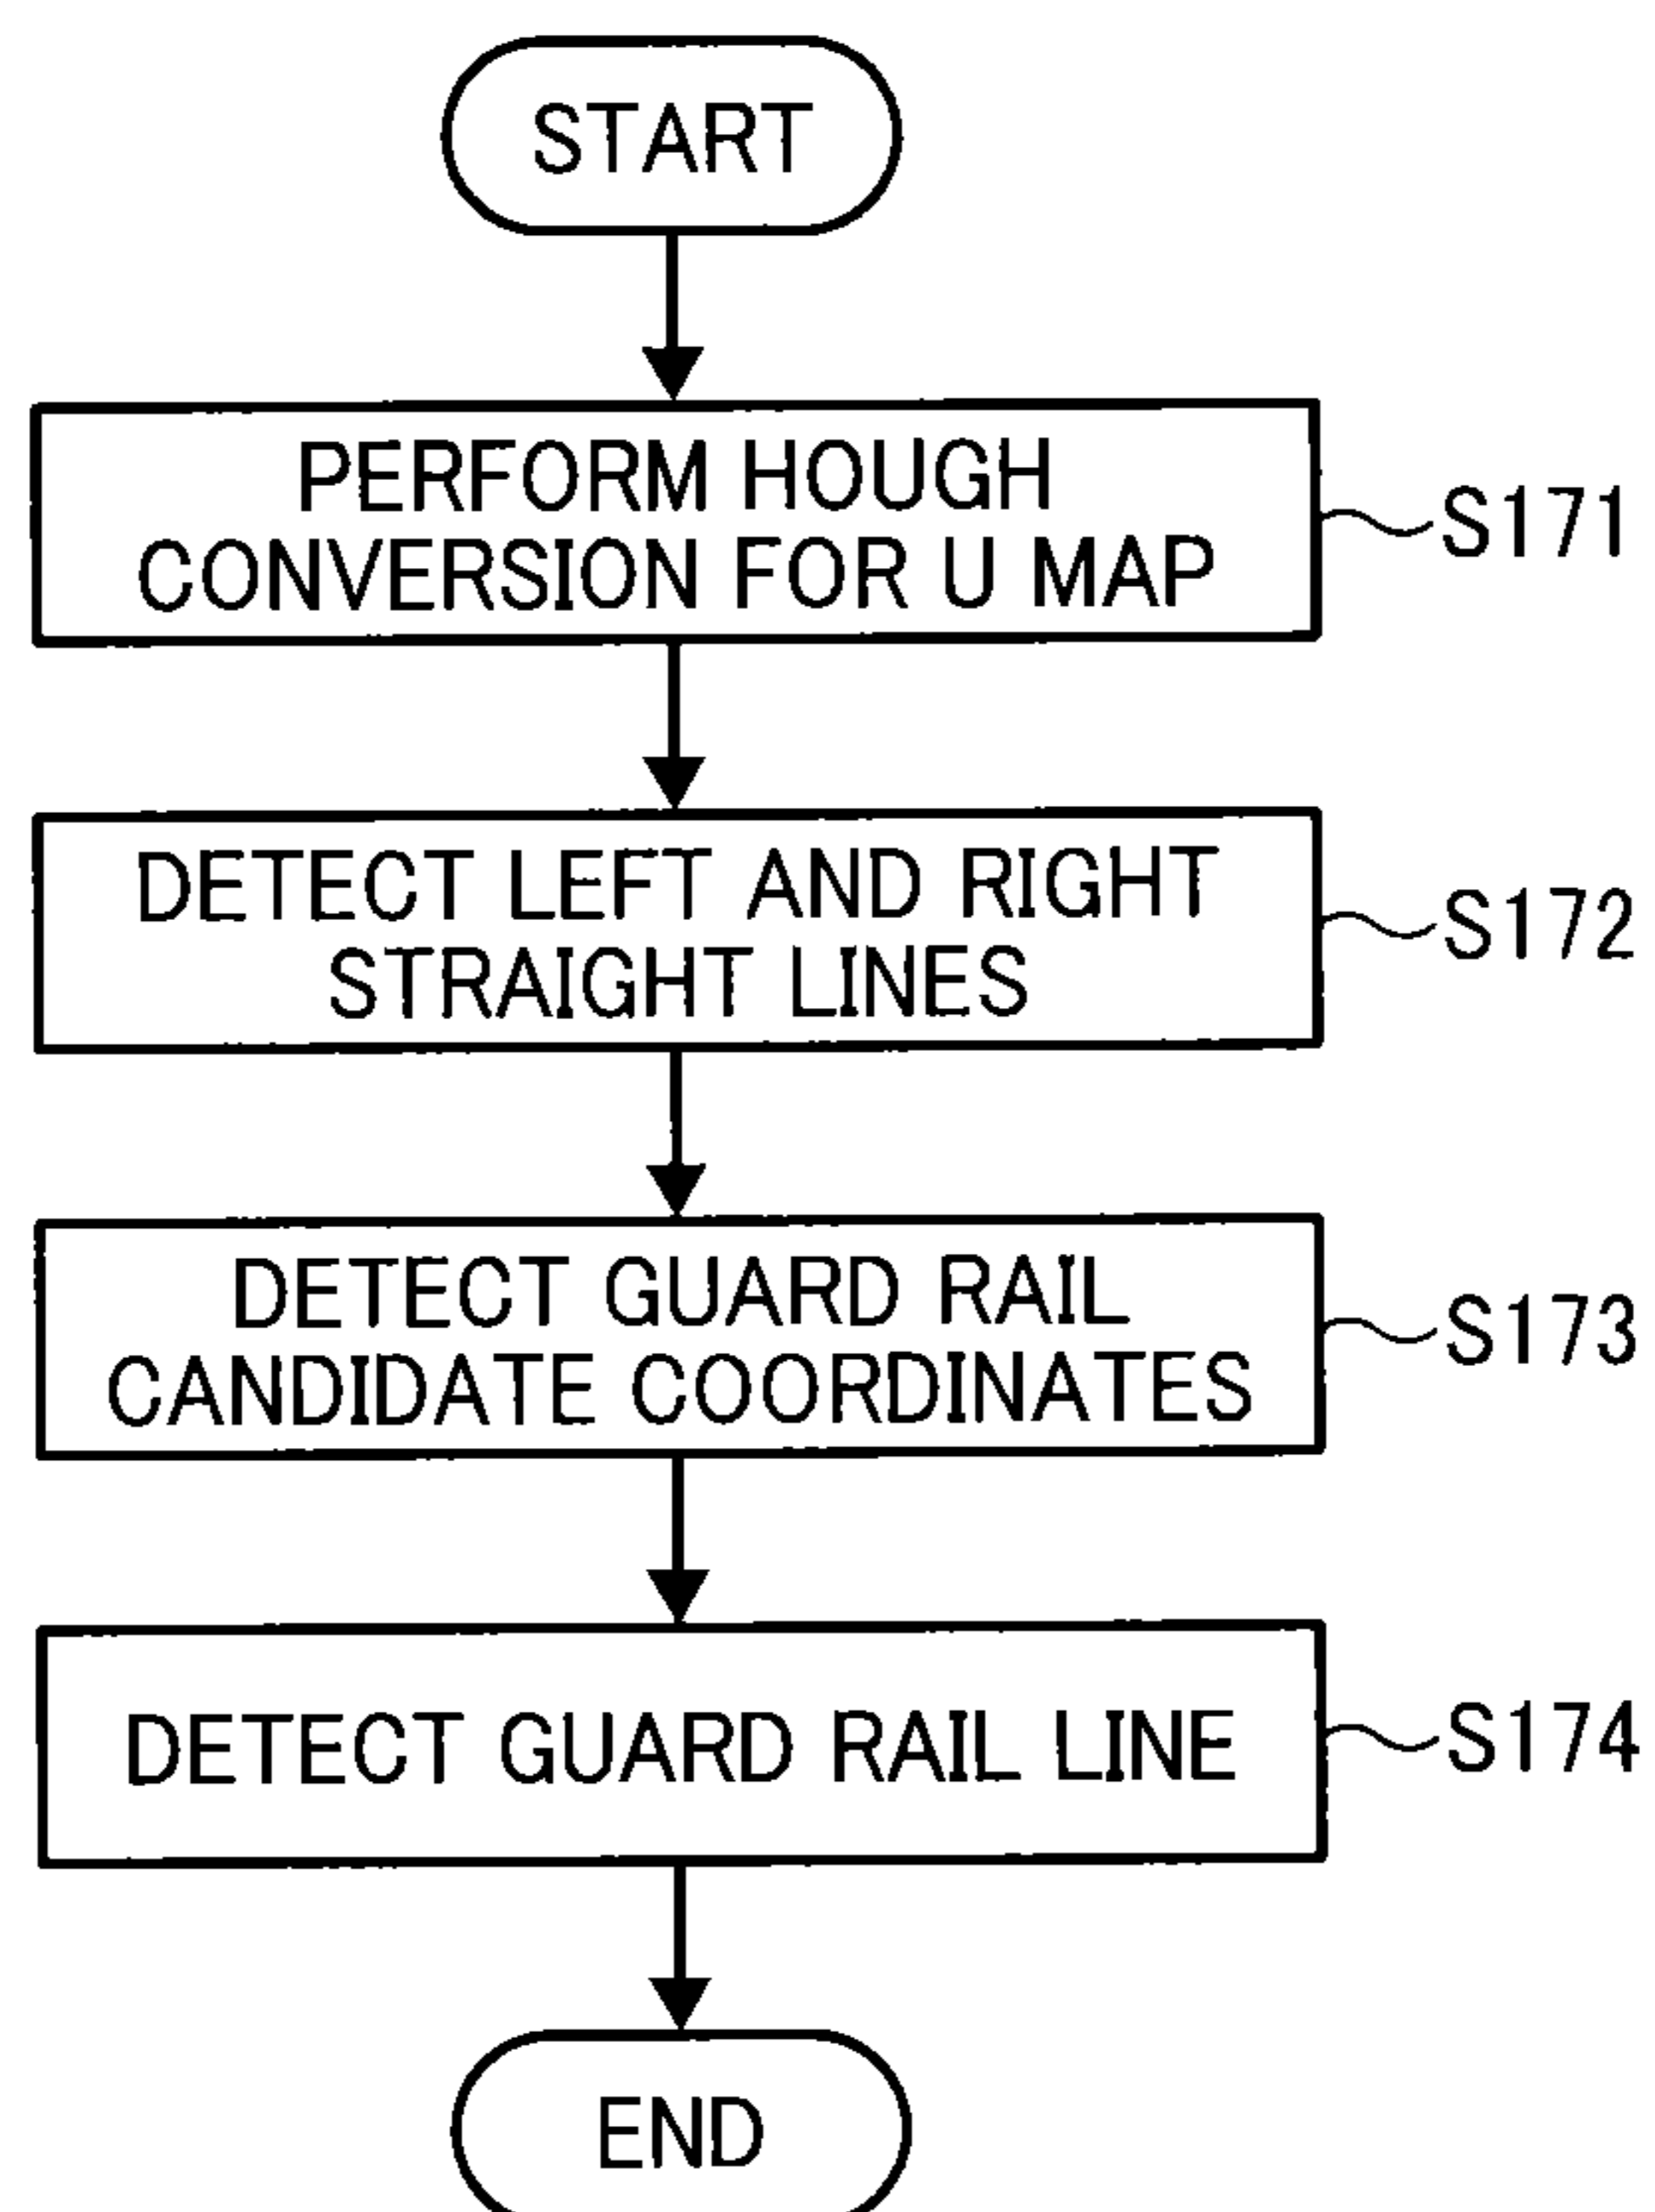 START
PERFORM HOUGH
CONVERSION FOR U MAP
S171
DETECT LEFT AND RIGHT
STRAIGHT LINES
S172
DETECT GUARD RAIL
CANDIDATE COORDINATES
S173
DETECT GUARD RAIL LINE
S174
END